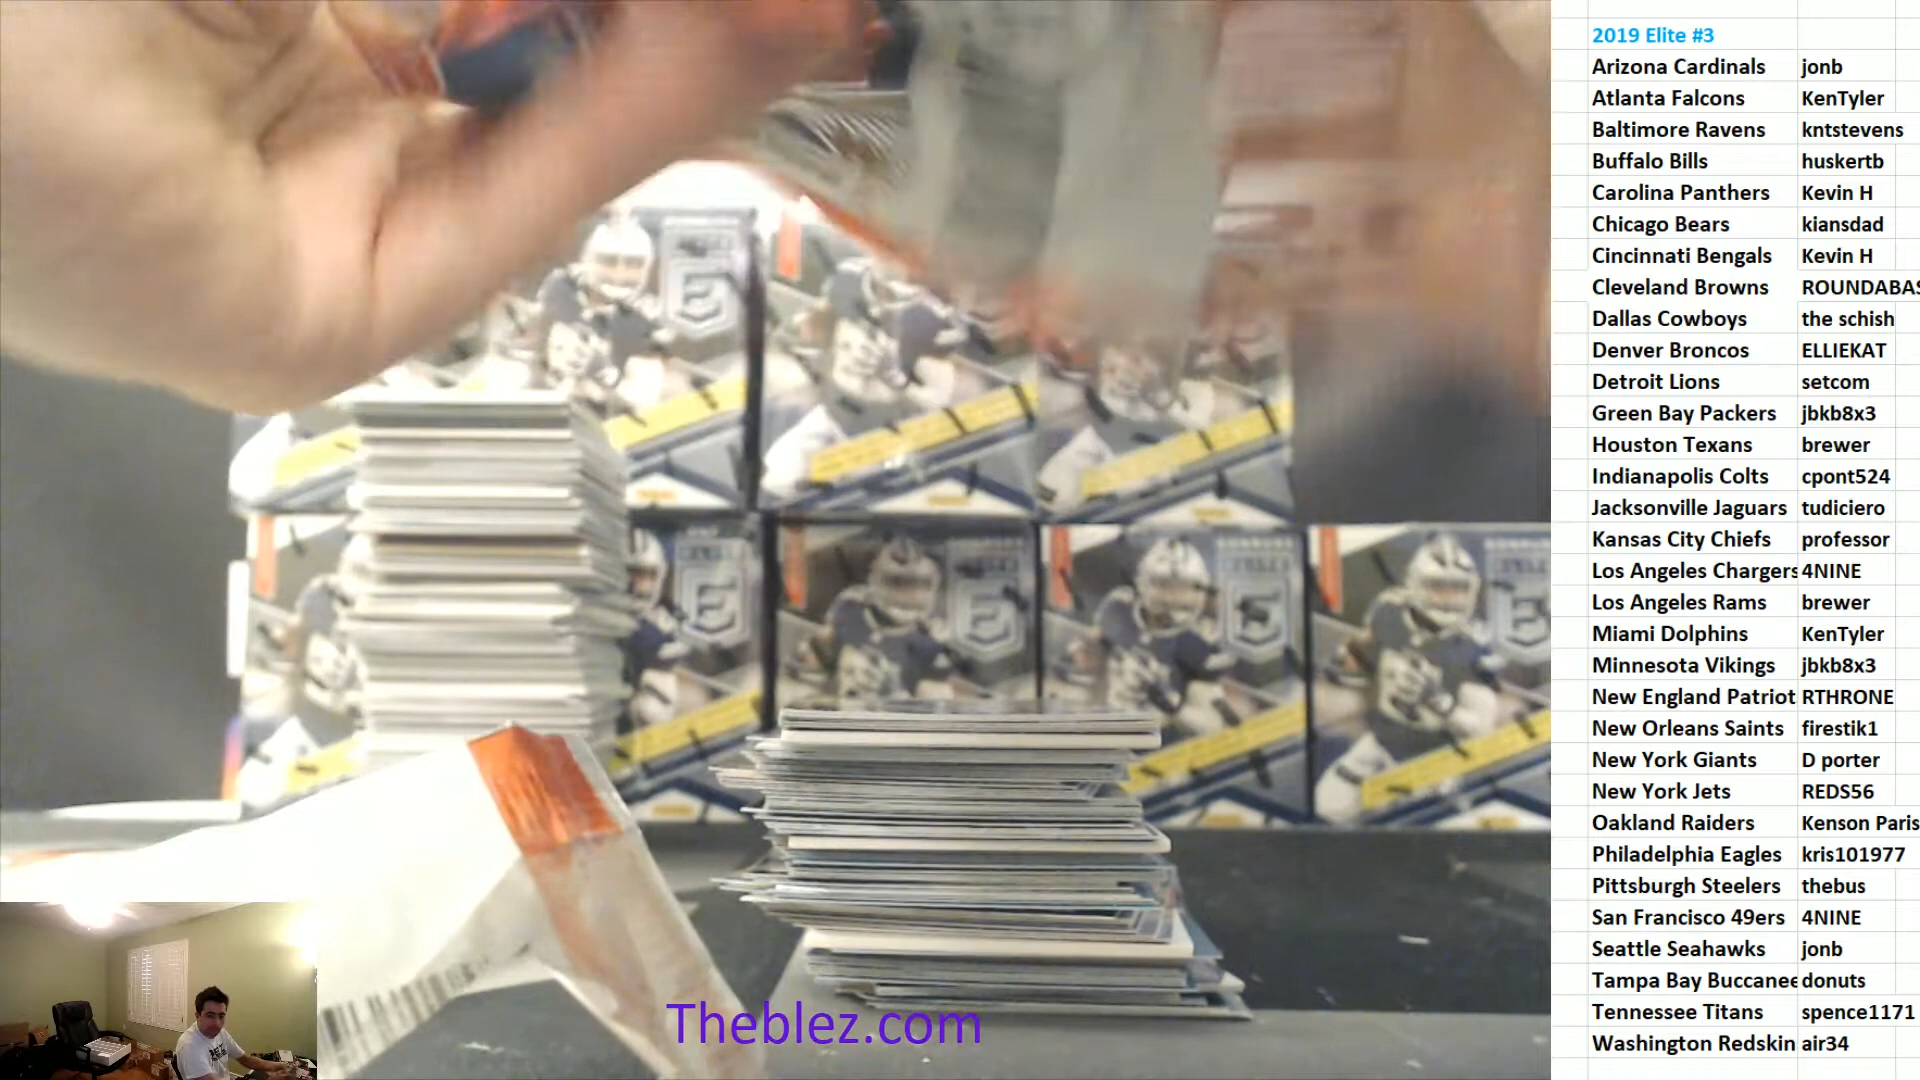 2019 Elite #3
Arizona Cardinals jonb
Atlanta Falcons KenTyler
Baltimore Ravens kntstevens
Buffalo Bills huskertb
Carolina Panthers Kevin H
Chicago Bears kiansdad
Cincinnati Bengals Kevin H
Cleveland Browns ROUNDABAS
Dallas Cowboys the schish
Denver Broncos ELLIEKAT
Detroit Lions setcom
Green Bay Packers jbkb8x3
Houston Texans brewer
Indianapolis Colts cpont524
Jacksonville Jaguars tudiciero
Kansas City Chiefs professor
Los Angeles Chargers 4NINE
Los Angeles Rams brewer
Miami Dolphins KenTyler
Minnesota Vikings jbkb8x3
New England Patriot RTHRONE
New Orleans Saints firestik1
New York Giants D porter
New York Jets REDS56
Oakland Raiders Kenson Paris
Philadelphia Eagles kris101977
Pittsburgh Steelers thebus
San Francisco 49ers 4NINE
Seattle Seahawks jonb
Tampa Bay Buccanee donuts
Tennessee Titans spence1171
Washington Redskin air34
Theblez.com